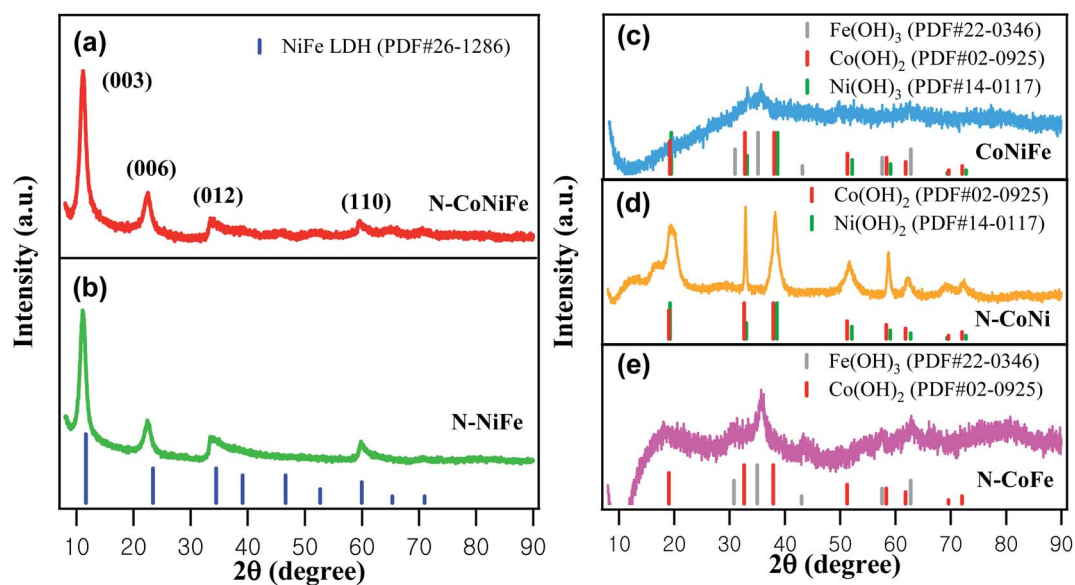 (a)
NiFe LDH (PDF#26-1286)
(003)
(006)
(012)
(110)
N-CoNiFe
(b)
N-NiFe
Intensity (a.u.)
10 20 30 40 50 60 70 80 90
2θ (degree)
(c)
Fe(OH)3 (PDF#22-0346)
Co(OH)2 (PDF#02-0925)
Ni(OH)3 (PDF#14-0117)
CoNiFe
(d)
Co(OH)2 (PDF#02-0925)
Ni(OH)2 (PDF#14-0117)
N-CoNi
(e)
Fe(OH)3 (PDF#22-0346)
Co(OH)2 (PDF#02-0925)
N-CoFe
Intensity (a.u.)
10 20 30 40 50 60 70 80 90
2θ (degree)